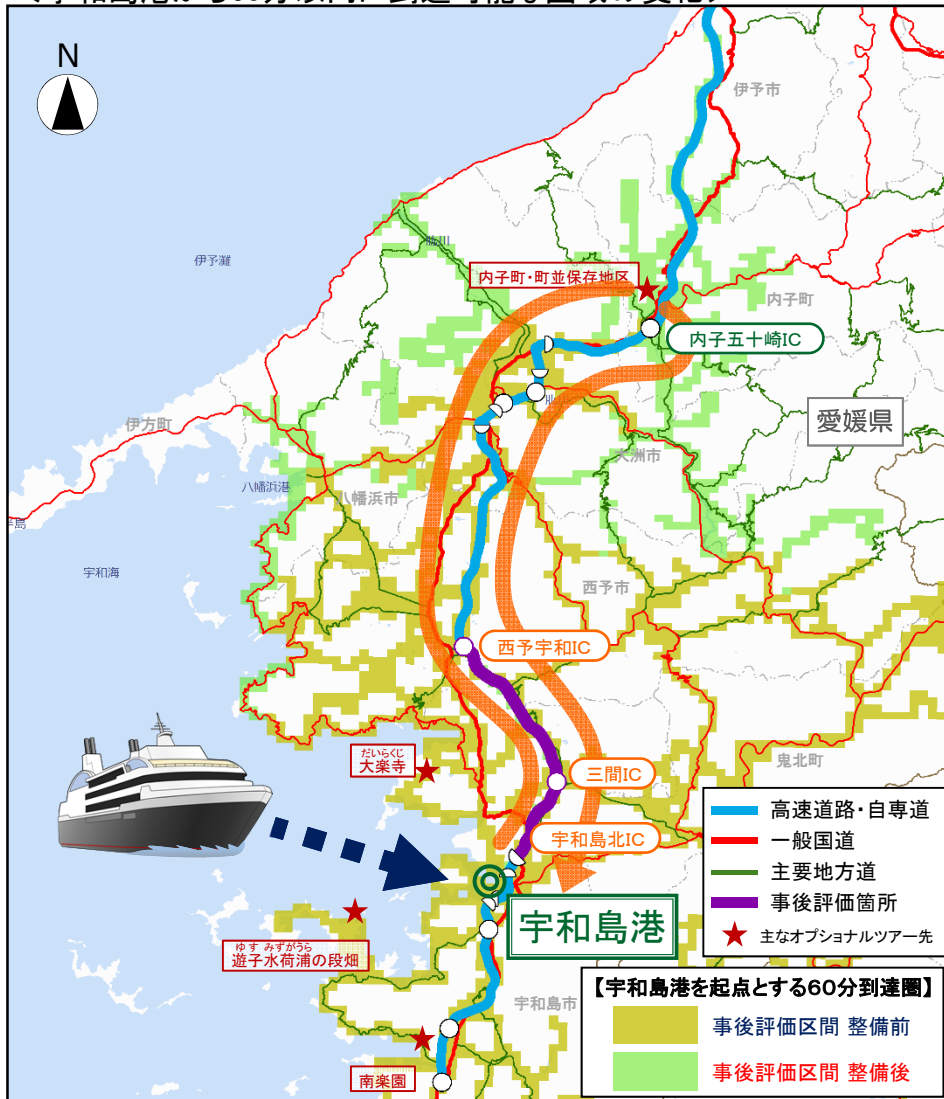 N
伊予市
伊予灘
肱川
内子町・町並保存地区
内子町
内子五十崎IC
愛媛県
伊方町
大洲市
八幡浜港
八幡浜市
宇和海
西予市
西予宇和IC
だいらくじ
大楽寺
三間IC
鬼北町
宇和島北IC
宇和島港
ゆす みずがうら
遊子水荷浦の段畑
宇和島市
南楽園
高速道路・自専道
一般国道
主要地方道
事後評価箇所
主なオプショナルツアー先
【宇和島港を起点とする60分到達圏】
事後評価区間 整備前
事後評価区間 整備後